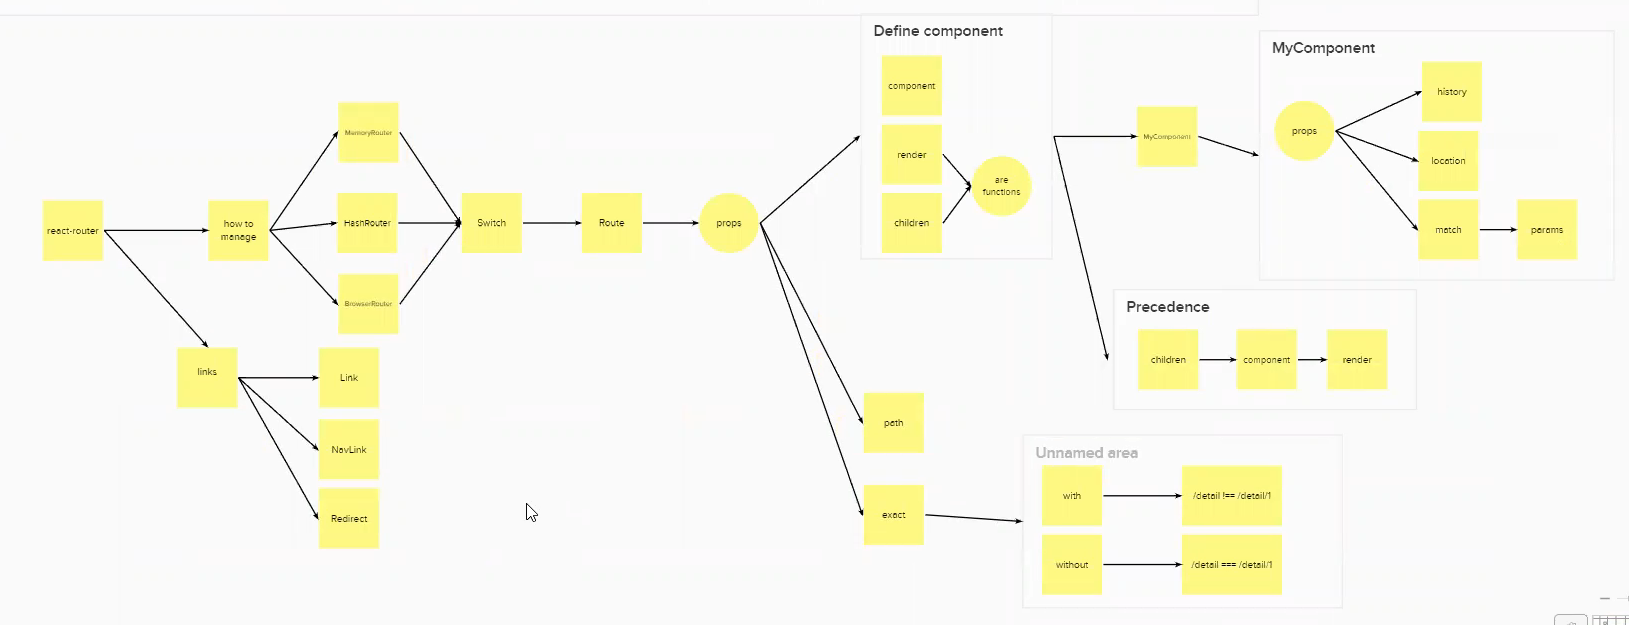 react-router
how to
manage
MemoryRouter
HashRouter
BrowserRouter
Switch
Route
props
links
Link
NavLink
Redirect
Define component
component
render
children
are
functions
path
exact
MyComponent
MyComponent
props
history
location
match
params
Precedence
children
component
render
Unnamed area
with
/detail !== /detail/1
without
/detail === /detail/1